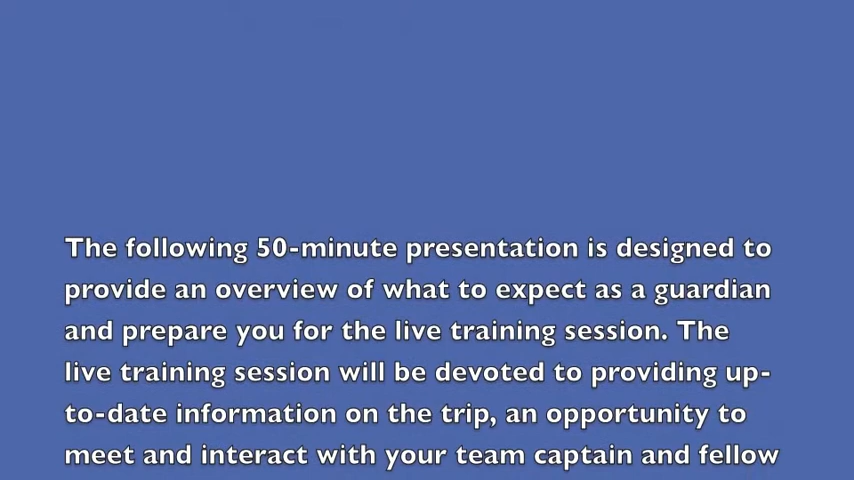 The following 50-minute presentation is designed to
provide an overview of what to expect as a guardian
and prepare you for the live training session. The
live training session will be devoted to providing up-
to-date information on the trip, an opportunity to
meet and interact with your team captain and fellow